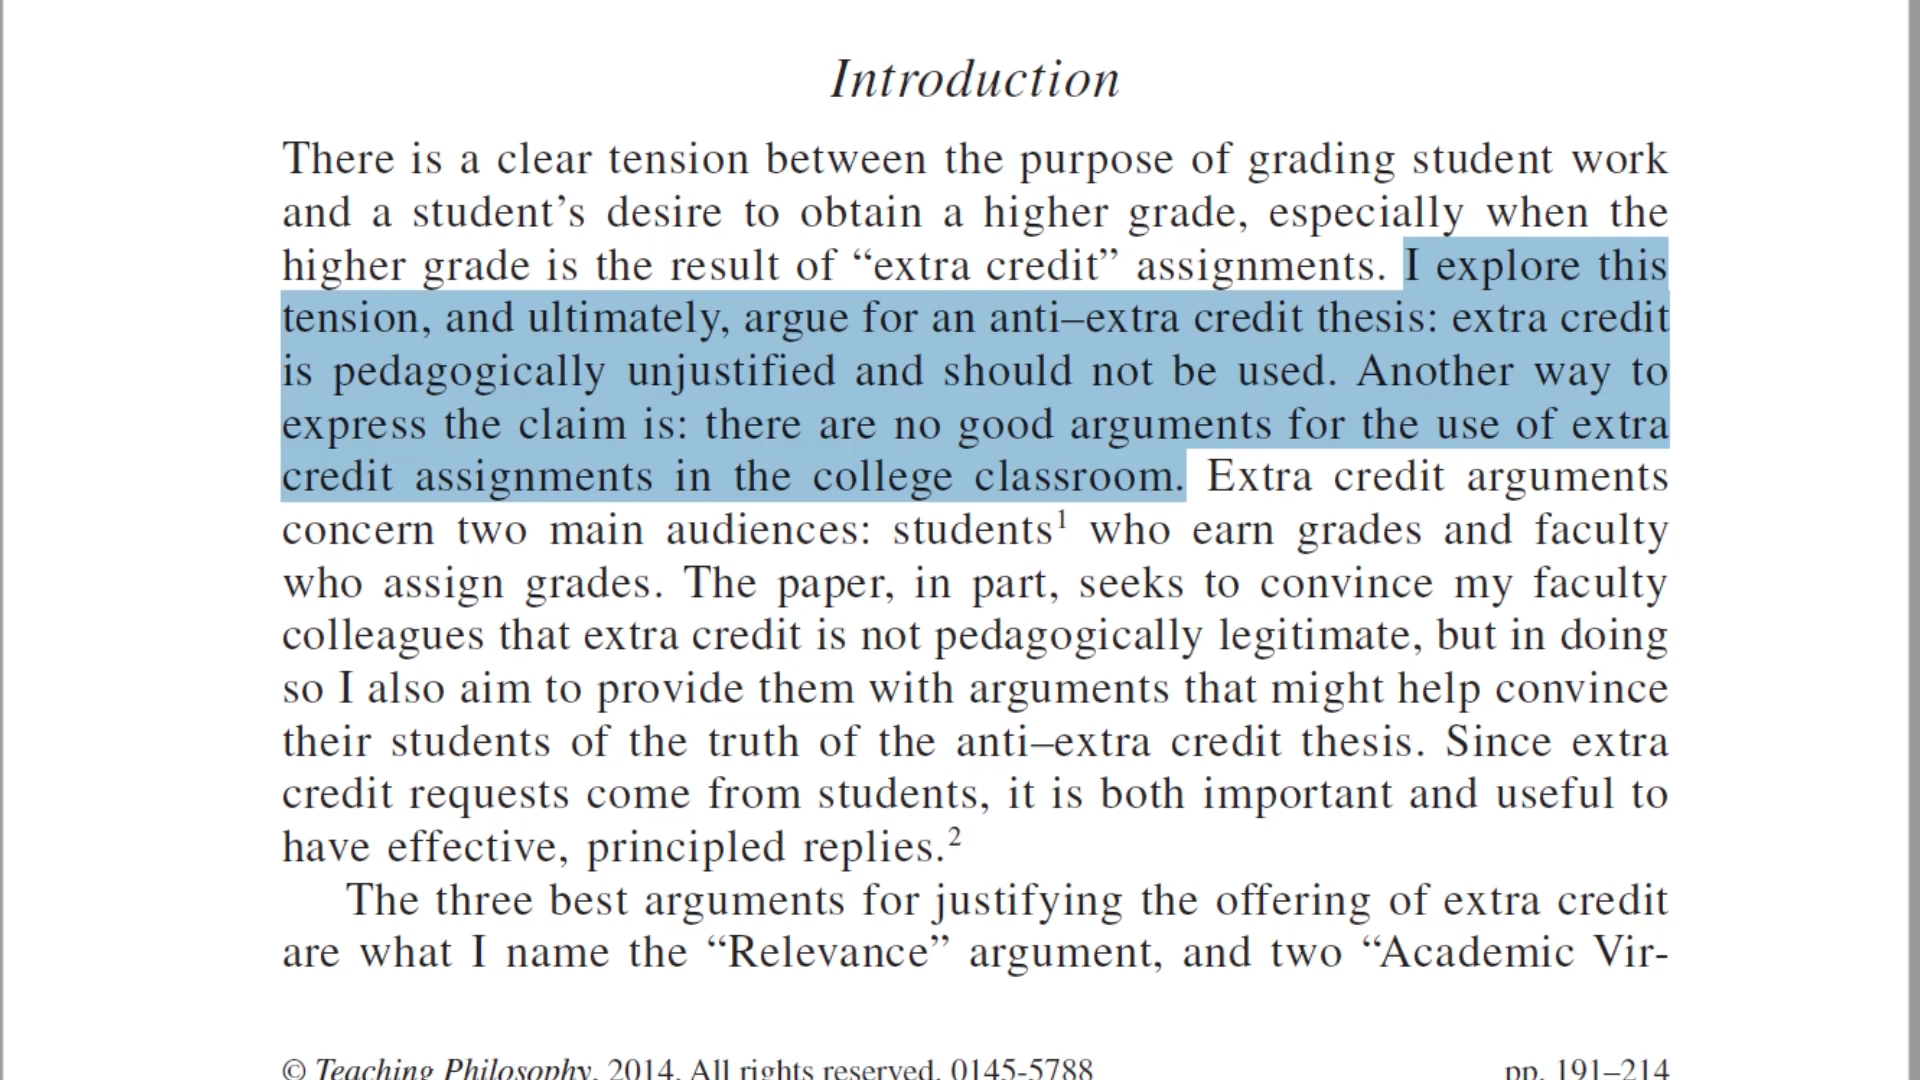 Introduction
There is a clear tension between the purpose of grading student work
and a student’s desire to obtain a higher grade, especially when the
higher grade is the result of “extra credit” assignments. I explore this
tension, and ultimately, argue for an anti–extra credit thesis: extra credit
is pedagogically unjustified and should not be used. Another way to
express the claim is: there are no good arguments for the use of extra
credit assignments in the college classroom. Extra credit arguments
concern two main audiences: students¹ who earn grades and faculty
who assign grades. The paper, in part, seeks to convince my faculty
colleagues that extra credit is not pedagogically legitimate, but in doing
so I also aim to provide them with arguments that might help convince
their students of the truth of the anti–extra credit thesis. Since extra
credit requests come from students, it is both important and useful to
have effective, principled replies.²
The three best arguments for justifying the offering of extra credit
are what I name the “Relevance” argument, and two “Academic Vir-
© Teaching Philosophy, 2014. All rights reserved. 0145-5788 pp. 191–214